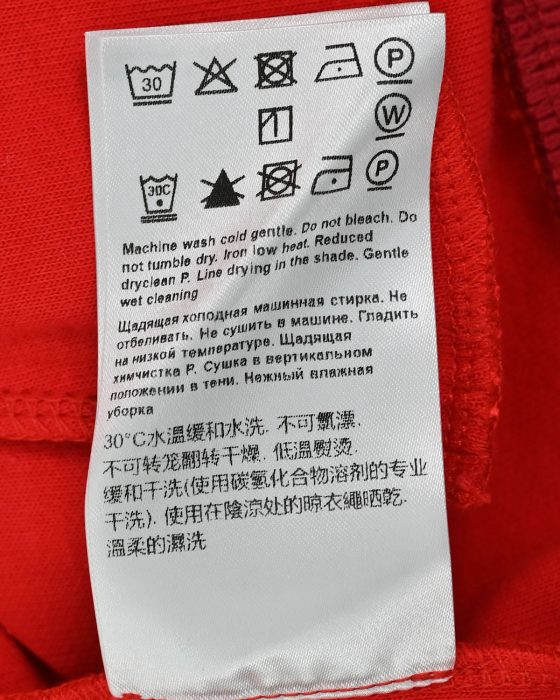 30 P
W
30C P
Machine wash cold gentle. Do not bleach. Do
not tumble dry. Iron low heat. Reduced
dryclean P. Line drying in the shade. Gentle
wet cleaning
Щадящая холодная машинная стирка. Не
отбеливать. Не сушить в машине. Гладить
на низкой температуре. Щадящая
химчистка Р. Сушка в вертикальном
положении в тени. Нежный влажная
уборка
30°C水溫缓和水洗. 不可氯漂.
不可转笼翻转干燥. 低溫熨烫.
缓和干洗(使用碳氢化合物溶剂的专业
干洗). 使用在陰涼处的晾衣繩晒乾.
溫柔的濕洗